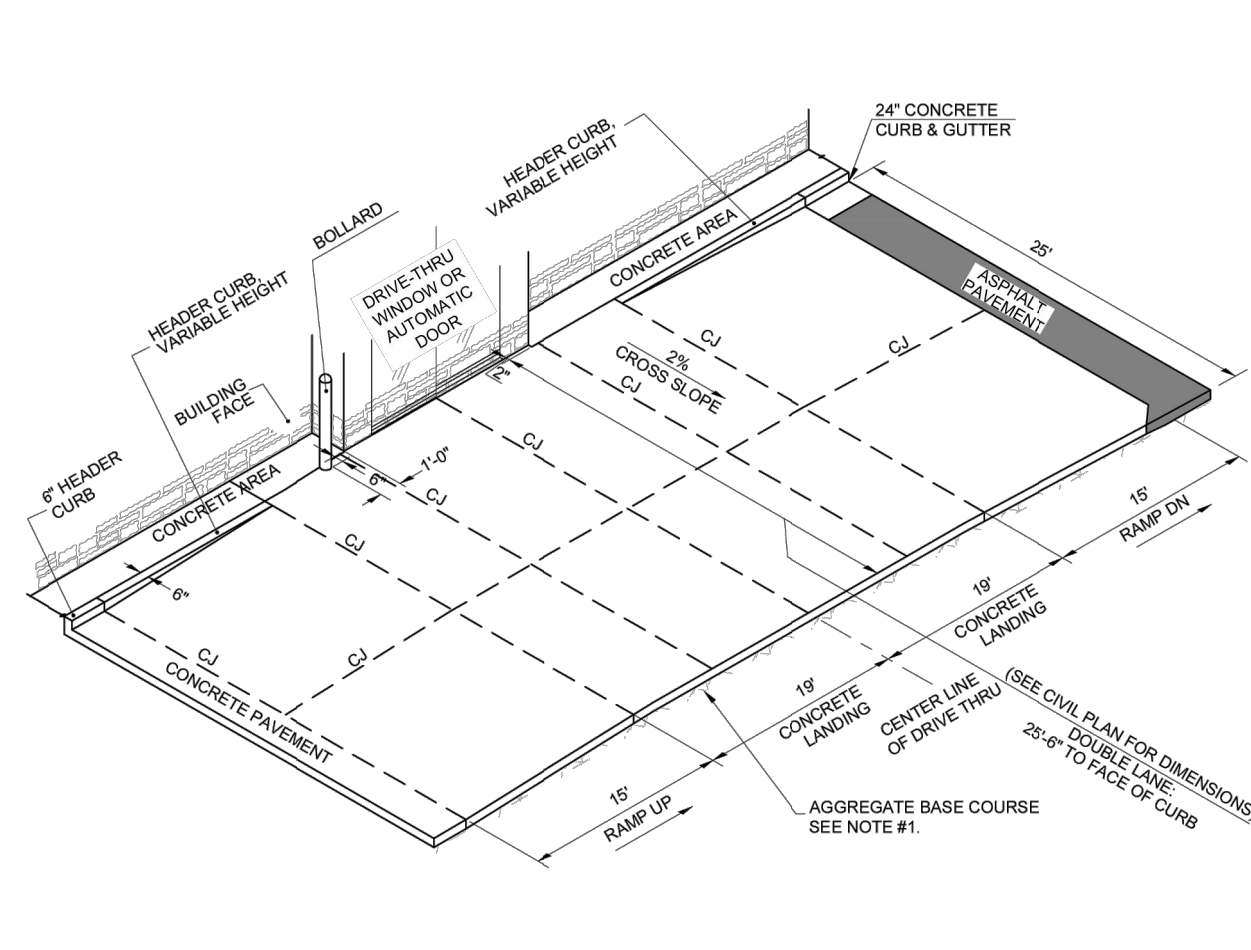 24" CONCRETE
CURB & GUTTER
HEADER CURB,
VARIABLE HEIGHT
BOLLARD
25'
CONCRETE AREA
DRIVE-THRU
WINDOW OR
AUTOMATIC
DOOR
ASPHALT
PAVEMENT
HEADER CURB,
VARIABLE HEIGHT
CJ
CJ
2%
CROSS SLOPE
2"
CJ
BUILDING
FACE
CJ
1'-0"
6"
CJ
6" HEADER
CURB
CONCRETE AREA
CJ
15'
RAMP DN
6"
19'
CONCRETE
LANDING
CJ
CJ
CONCRETE PAVEMENT
19'
CONCRETE
LANDING
CENTER LINE
OF DRIVE THRU
(SEE CIVIL PLAN FOR DIMENSIONS)
DOUBLE LANE:
25'-6" TO FACE OF CURB
15'
RAMP UP
AGGREGATE BASE COURSE
SEE NOTE #1.